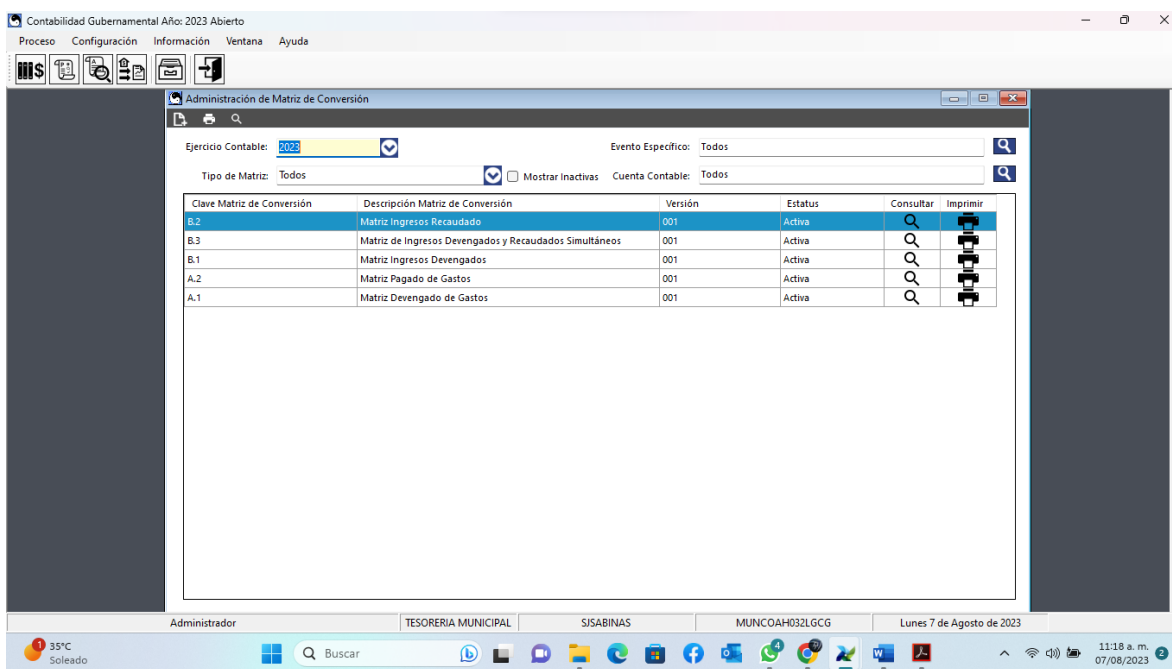 Contabilidad Gubernamental Año: 2023 Abierto
Proceso Configuración Información Ventana Ayuda
Administración de Matriz de Conversión
Ejercicio Contable: 2023 Evento Específico: Todos
Tipo de Matriz: Todos Mostrar Inactivas Cuenta Contable: Todos
Clave Matriz de Conversión Descripción Matriz de Conversión Versión Estatus Consultar Imprimir
B.2 Matriz Ingresos Recaudado 001 Activa
B.3 Matriz de Ingresos Devengados y Recaudados Simultáneos 001 Activa
B.1 Matriz Ingresos Devengados 001 Activa
A.2 Matriz Pagado de Gastos 001 Activa
A.1 Matriz Devengado de Gastos 001 Activa
Administrador TESORERIA MUNICIPAL SJSABINAS MUNCOAH032LGCG Lunes 7 de Agosto de 2023
1 35°C Buscar 4 11:18 a. m. 2
Soleado 07/08/2023